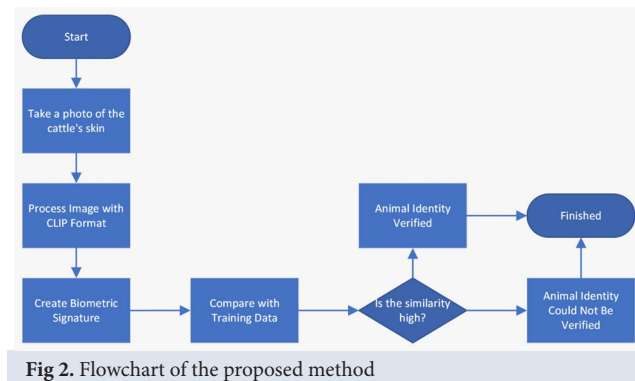 Start
Take a photo of the
cattle's skin
Process Image with
CLIP Format
Create Biometric
Signature
Compare with
Training Data
Is the similarity
high?
Animal Identity
Verified
Animal Identity
Could Not Be
Verified
Finished
Fig 2. Flowchart of the proposed method